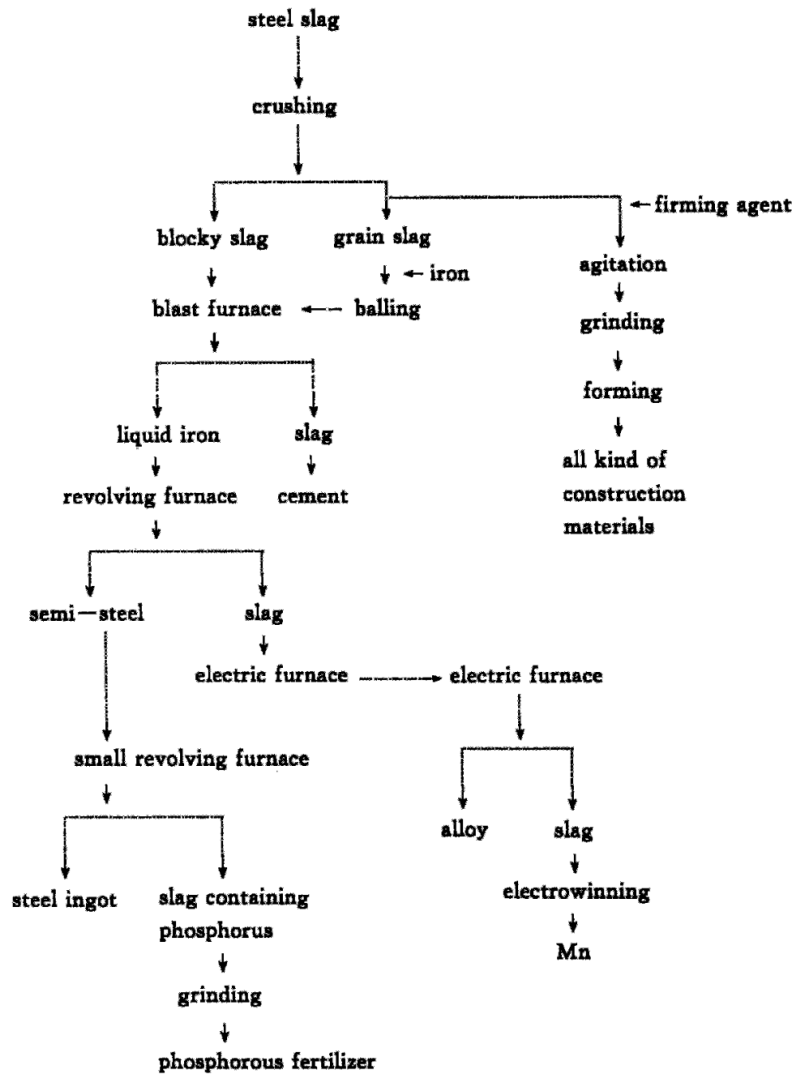 steel slag
crushing
firming agent
blocky slag
grain slag
agitation
iron
blast furnace
balling
grinding
forming
liquid iron
slag
all kind of
construction
materials
revolving furnace
cement
semi—steel
slag
electric furnace
electric furnace
small revolving furnace
alloy
slag
steel ingot
slag containing
phosphorus
electrowinning
Mn
grinding
phosphorous fertilizer